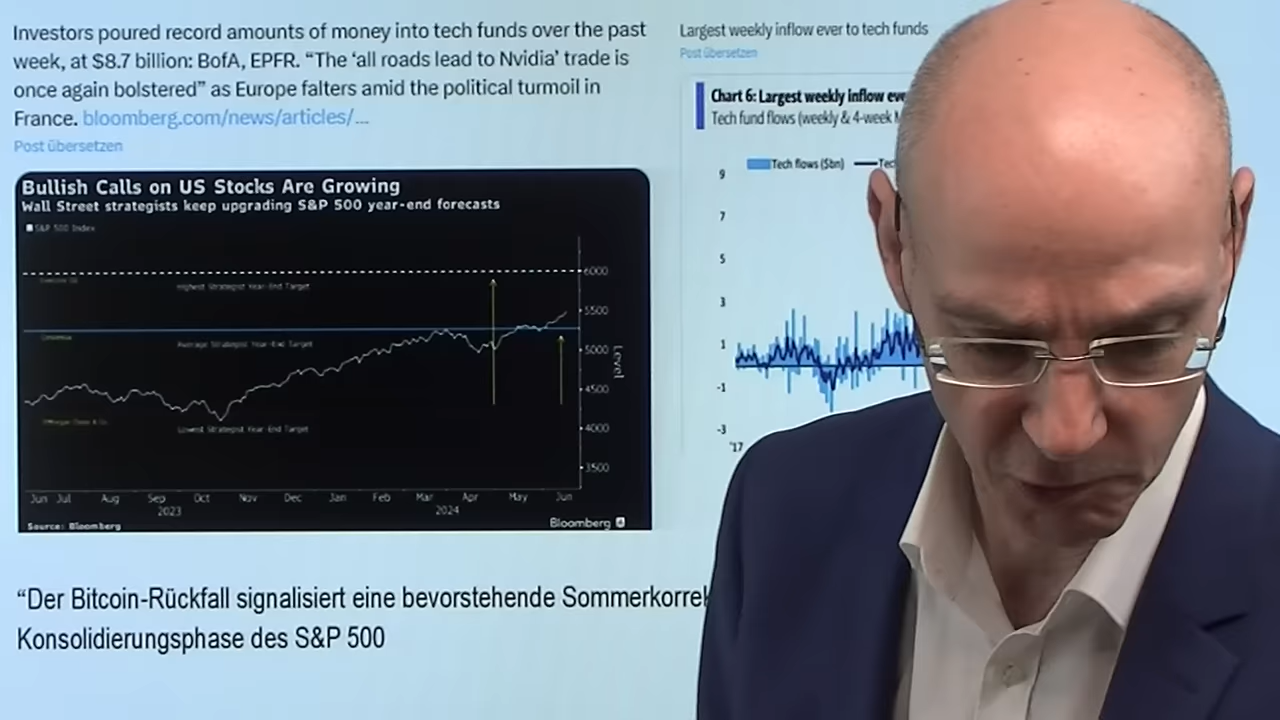 Investors poured record amounts of money into tech funds over the past
week, at $8.7 billion: BofA, EPFR. “The ‘all roads lead to Nvidia’ trade is
once again bolstered” as Europe falters amid the political turmoil in
France. bloomberg.com/news/articles/...
Post übersetzen
Bullish Calls on US Stocks Are Growing
Wall Street strategists keep upgrading S&P 500 year-end forecasts
S&P 500 Index
Highest Strategist Year-End Target
Consensus
Average Strategist Year-End Target
Lowest Strategist Year-End Target
6000
5500
5000
4500
4000
3500
Level
Jun Jul Aug Sep Oct Nov Dec Jan Feb Mar Apr May Jun
2023 2024
Source: Bloomberg
Bloomberg
Largest weekly inflow ever to tech funds
Post übersetzen
Chart 6: Largest weekly inflow eve
Tech fund flows (weekly & 4-week M
Tech flows ($bn) Tec
9
7
5
3
1
-1
-3
'17
“Der Bitcoin-Rückfall signalisiert eine bevorstehende Sommerkorrek
Konsolidierungsphase des S&P 500